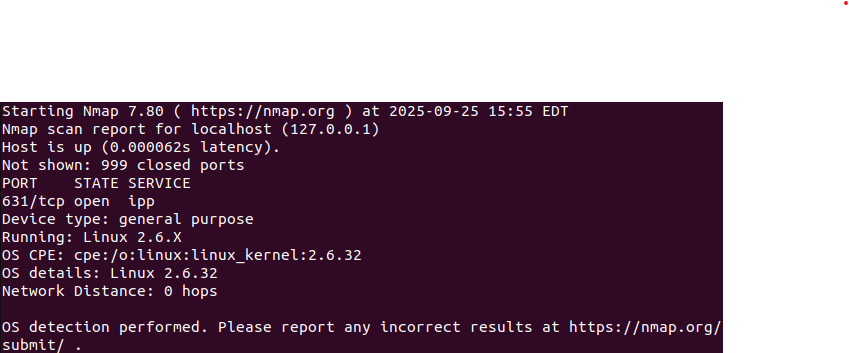 Starting Nmap 7.80 ( https://nmap.org ) at 2025-09-25 15:55 EDT
Nmap scan report for localhost (127.0.0.1)
Host is up (0.000062s latency).
Not shown: 999 closed ports
PORT    STATE SERVICE
631/tcp open  ipp
Device type: general purpose
Running: Linux 2.6.X
OS CPE: cpe:/o:linux:linux_kernel:2.6.32
OS details: Linux 2.6.32
Network Distance: 0 hops

OS detection performed. Please report any incorrect results at https://nmap.org/
submit/ .